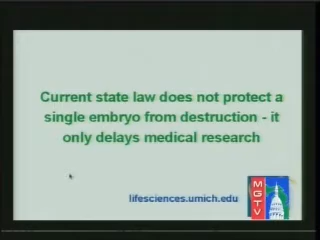 Current state law does not protect a
single embryo from destruction - it
only delays medical research
lifesciences.umich.edu
MGTV